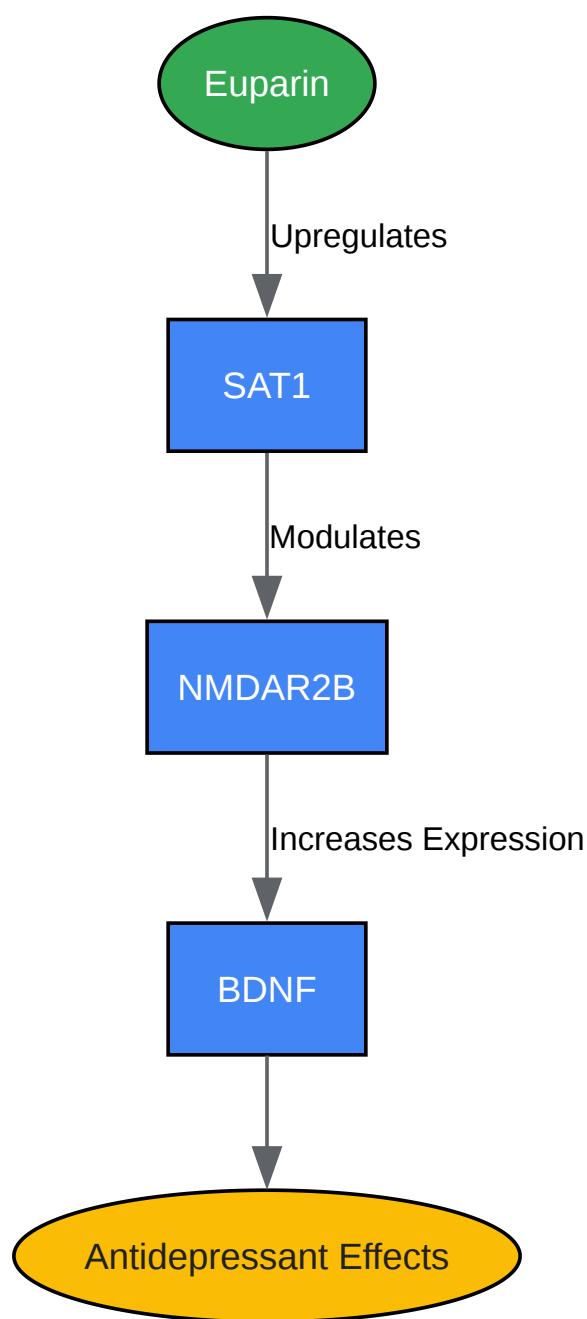 Euparin
Upregulates
SAT1
Modulates
NMDAR2B
Increases Expression
BDNF
Antidepressant Effects